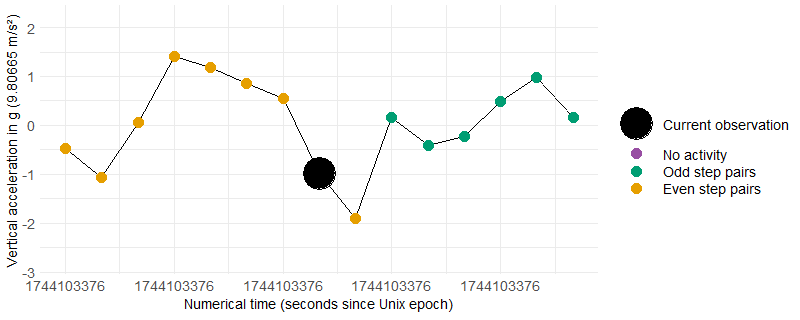 Vertical acceleration in g (9.80665 m/s²)
2
1
0
-1
-2
-3
1744103376 1744103376 1744103376 1744103376 1744103376
Numerical time (seconds since Unix epoch)
Current observation
No activity
Odd step pairs
Even step pairs